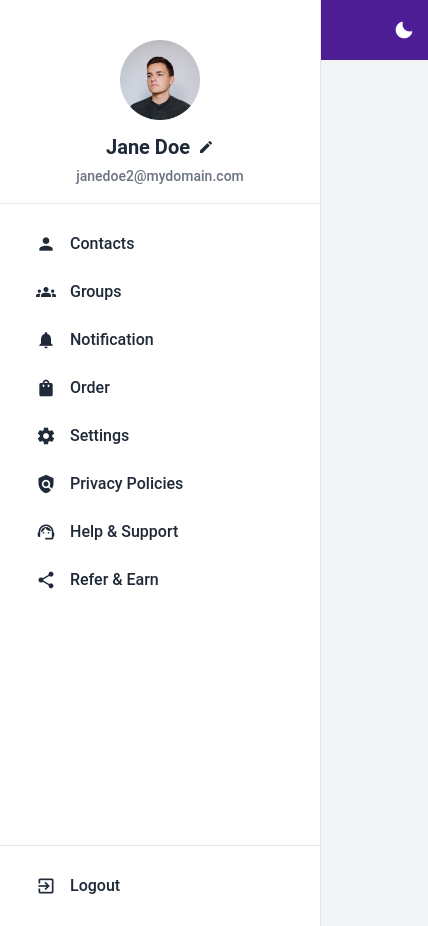 Jane Doe
janedoe2@mydomain.com
Contacts
Groups
Notification
Order
Settings
Privacy Policies
Help & Support
Refer & Earn
Logout